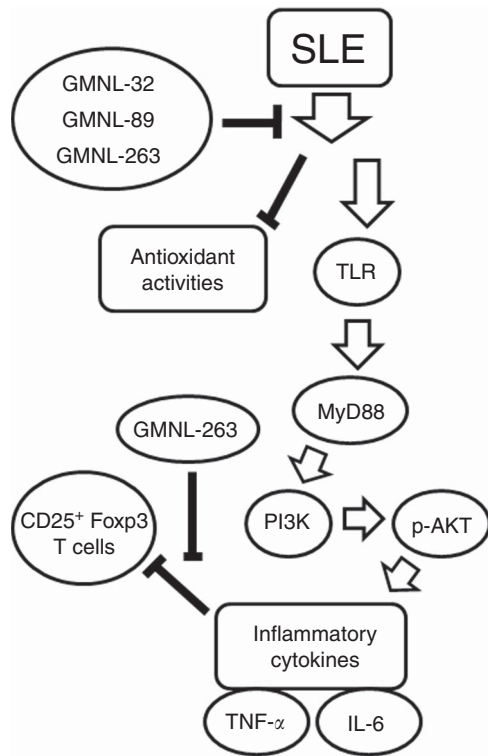 SLE
GMNL-32
GMNL-89
GMNL-263
Antioxidant
activities
TLR
MyD88
GMNL-263
CD25⁺ Foxp3
T cells
PI3K
p-AKT
Inflammatory
cytokines
TNF-α
IL-6